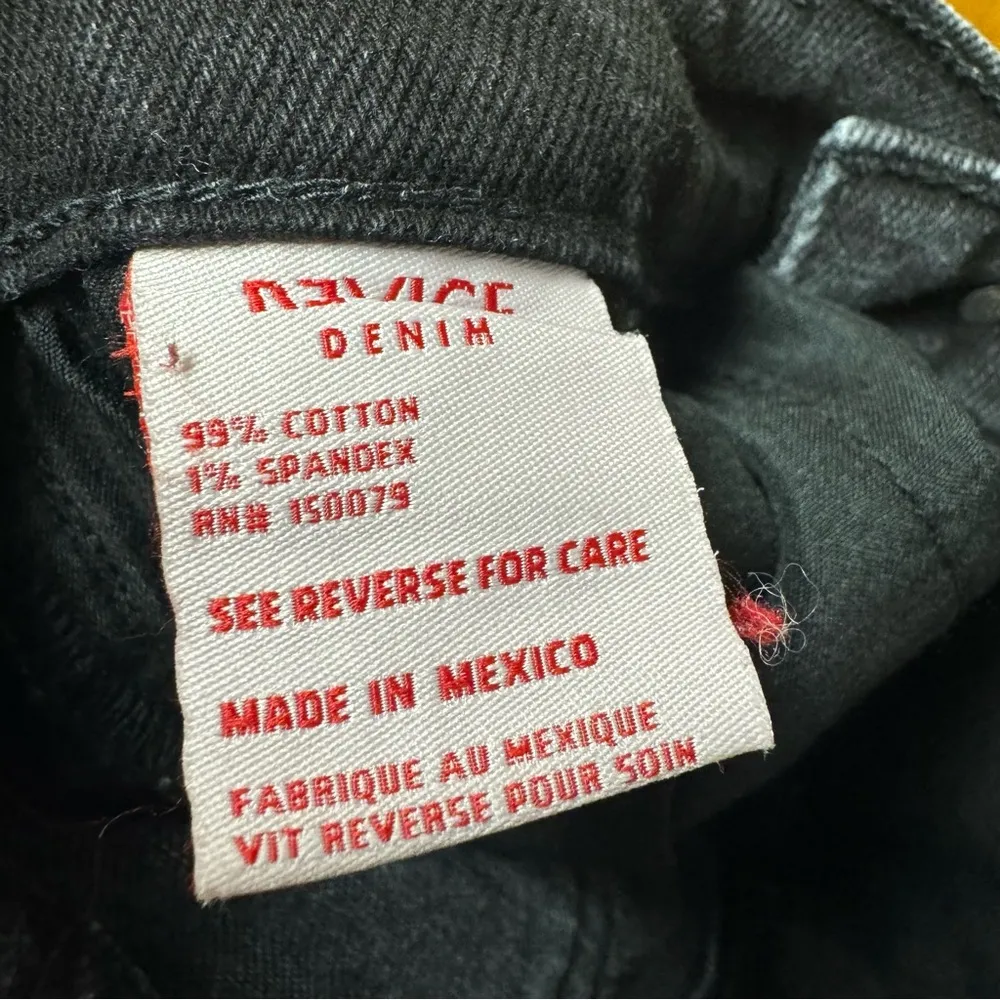 REVICE
DENIM
99% COTTON
1% SPANDEX
RN# 150079
SEE REVERSE FOR CARE
MADE IN MEXICO
FABRIQUE AU MEXIQUE
VIT REVERSE POUR SOIN